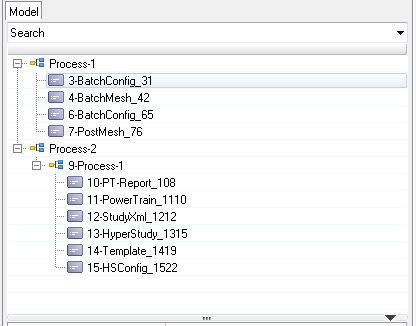 Model
Search
Process-1
3-BatchConfig_31
4-BatchMesh_42
6-BatchConfig_65
7-PostMesh_76
Process-2
9-Process-1
10-PT-Report_108
11-PowerTrain_1110
12-StudyXml_1212
13-HyperStudy_1315
14-Template_1419
15-HSConfig_1522